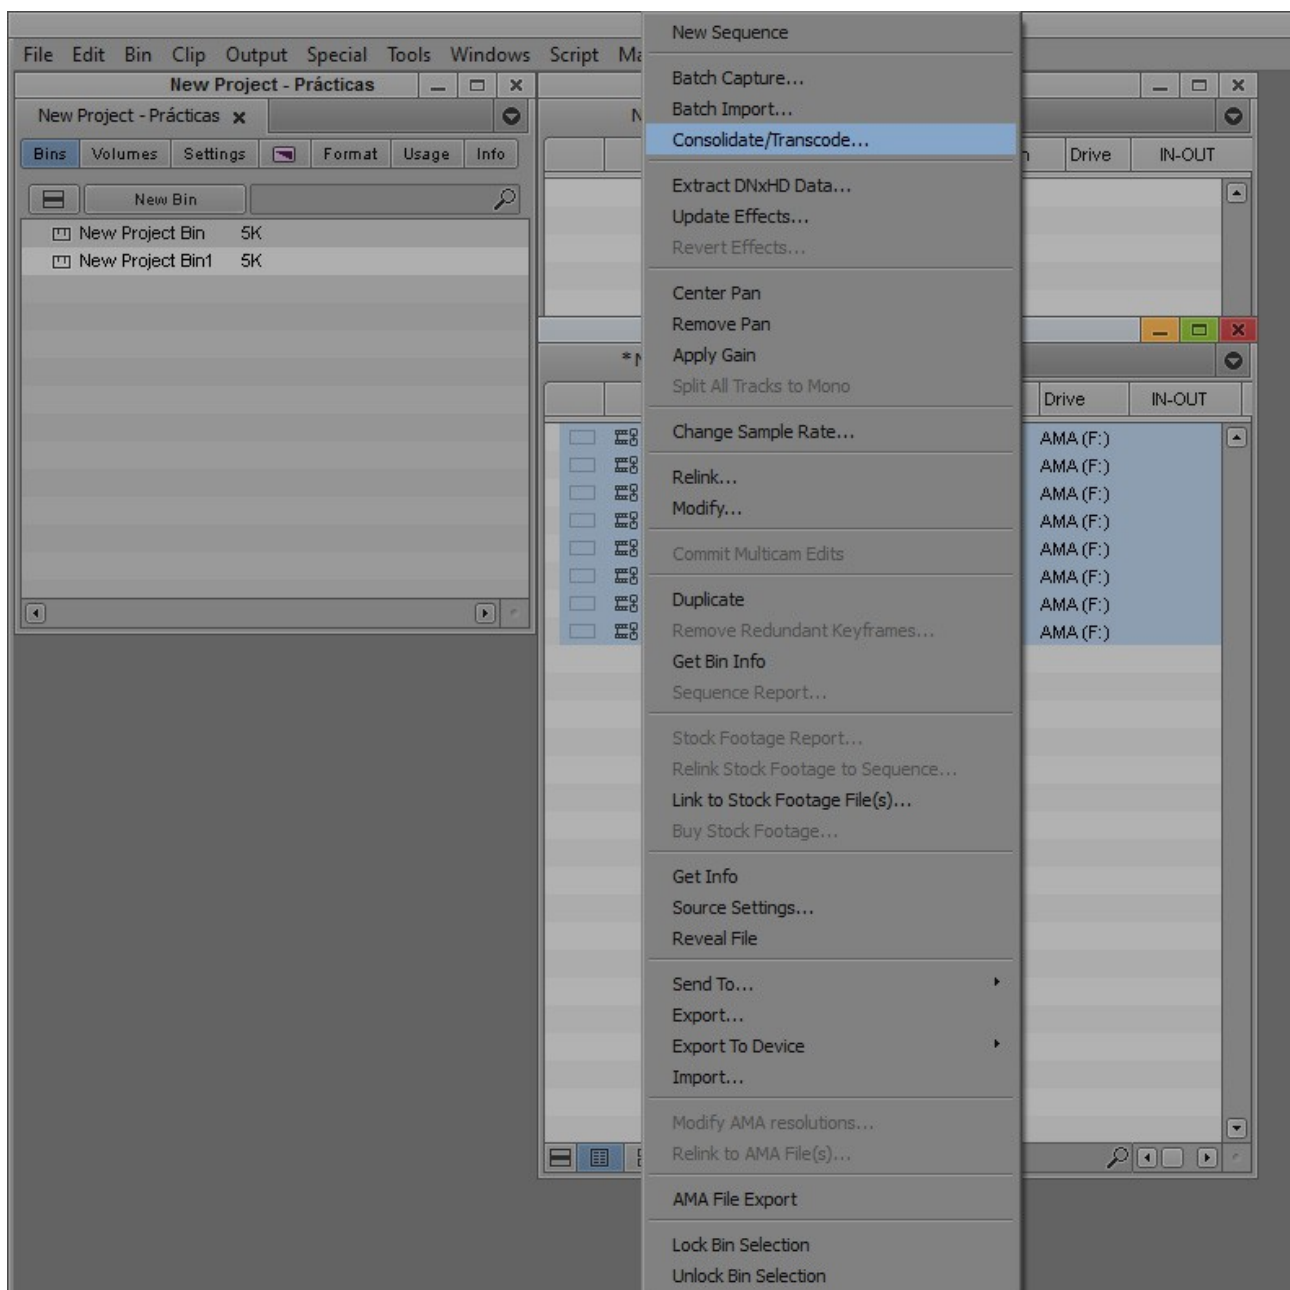 File Edit Bin Clip Output Special Tools Windows Script
New Project - Prácticas
New Project - Prácticas
Bins Volumes Settings Format Usage Info
New Bin
New Project Bin 5K
New Project Bin1 5K
New Sequence
Batch Capture...
Batch Import...
Consolidate/Transcode...
Extract DNxHD Data...
Update Effects...
Revert Effects...
Center Pan
Remove Pan
Apply Gain
Split All Tracks to Mono
Change Sample Rate...
Relink...
Modify...
Commit Multicam Edits
Duplicate
Remove Redundant Keyframes...
Get Bin Info
Sequence Report...
Stock Footage Report...
Relink Stock Footage to Sequence...
Link to Stock Footage File(s)...
Buy Stock Footage...
Get Info
Source Settings...
Reveal File
Send To...
Export...
Export To Device
Import...
Modify AMA resolutions...
Relink to AMA File(s)...
AMA File Export
Lock Bin Selection
Unlock Bin Selection
Drive IN-OUT
Drive IN-OUT
AMA (F:)
AMA (F:)
AMA (F:)
AMA (F:)
AMA (F:)
AMA (F:)
AMA (F:)
AMA (F:)